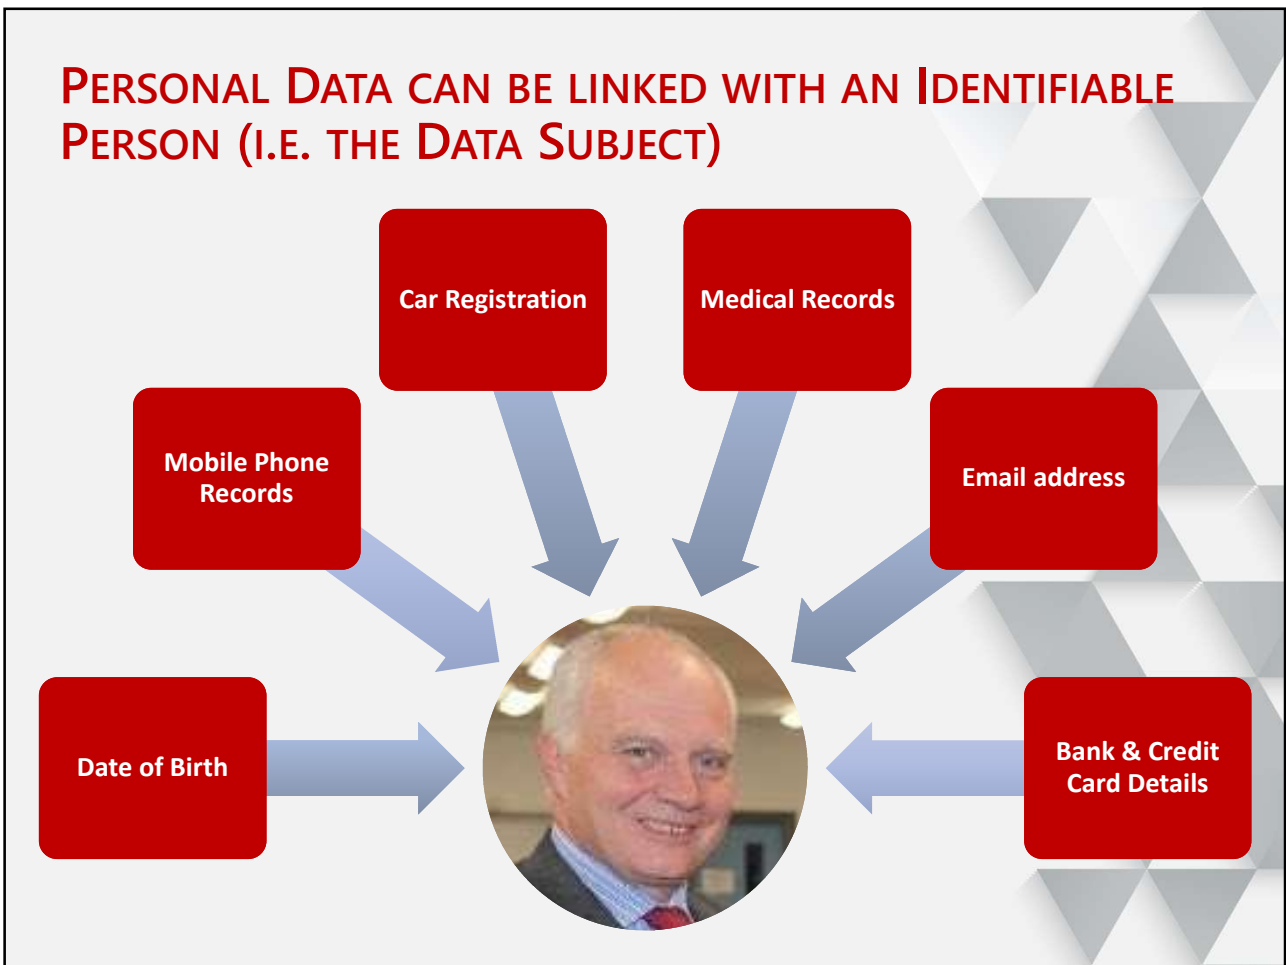 PERSONAL DATA CAN BE LINKED WITH AN IDENTIFIABLE
PERSON (I.E. THE DATA SUBJECT)
Car Registration
Medical Records
Mobile Phone
Records
Email address
Date of Birth
Bank & Credit
Card Details